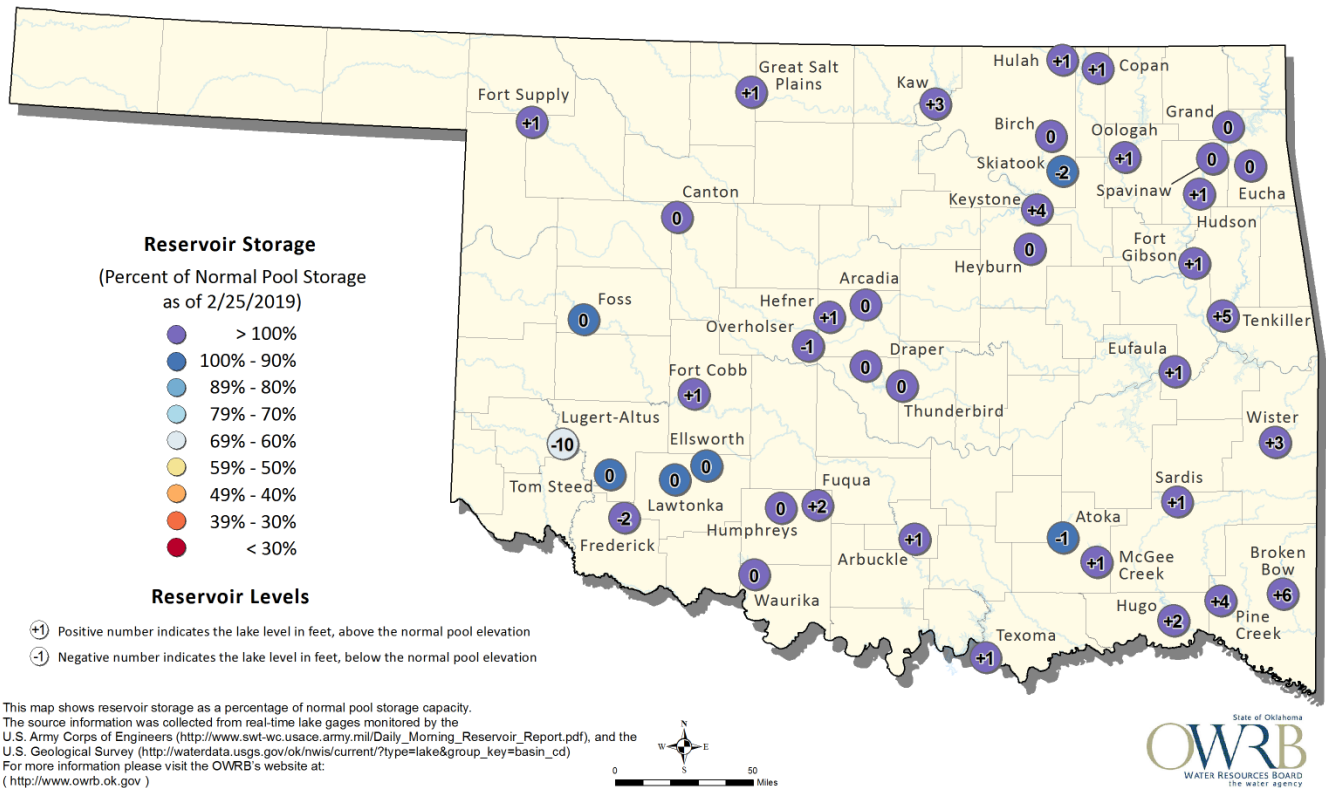 Hulah
+1
+1
Copan
Great Salt
Plains
+1
Kaw
+3
Fort Supply
+1
Grand
0
Birch
0
Oologah
+1
Skiatook
-2
0
0
Spavinaw
Eucha
+1
Hudson
Canton
0
Keystone
+4
Heyburn
0
Fort
Gibson
+1
Reservoir Storage
(Percent of Normal Pool Storage
as of 2/25/2019)
> 100%
100% - 90%
89% - 80%
79% - 70%
69% - 60%
59% - 50%
49% - 40%
39% - 30%
< 30%
Foss
0
Arcadia
0
Hefner
+1
Overholser
-1
+5
Tenkiller
Draper
0
0
Thunderbird
Eufaula
+1
Fort Cobb
+1
Lugert-Altus
-10
Ellsworth
0
Wister
+3
Tom Steed
0
0
Lawtonka
Sardis
+1
-2
Frederick
0
Humphreys
Fuqua
+2
Arbuckle
+1
Atoka
-1
+1
McGee
Creek
Broken
Bow
+6
0
Waurika
Hugo
+2
+4
Pine
Creek
Texoma
+1
Reservoir Levels
+1 Positive number indicates the lake level in feet, above the normal pool elevation
-1 Negative number indicates the lake level in feet, below the normal pool elevation
This map shows reservoir storage as a percentage of normal pool storage capacity.
The source information was collected from real-time lake gages monitored by the
U.S. Army Corps of Engineers (http://www.swt-wc.usace.army.mil/Daily_Morning_Reservoir_Report.pdf), and the
U.S. Geological Survey (http://waterdata.usgs.gov/ok/nwis/current/?type=lake&group_key=basin_cd)
For more information please visit the OWRB's website at:
( http://www.owrb.ok.gov )
N
W E
S
0 50
Miles
State of Oklahoma
OWRB
WATER RESOURCES BOARD
the water agency